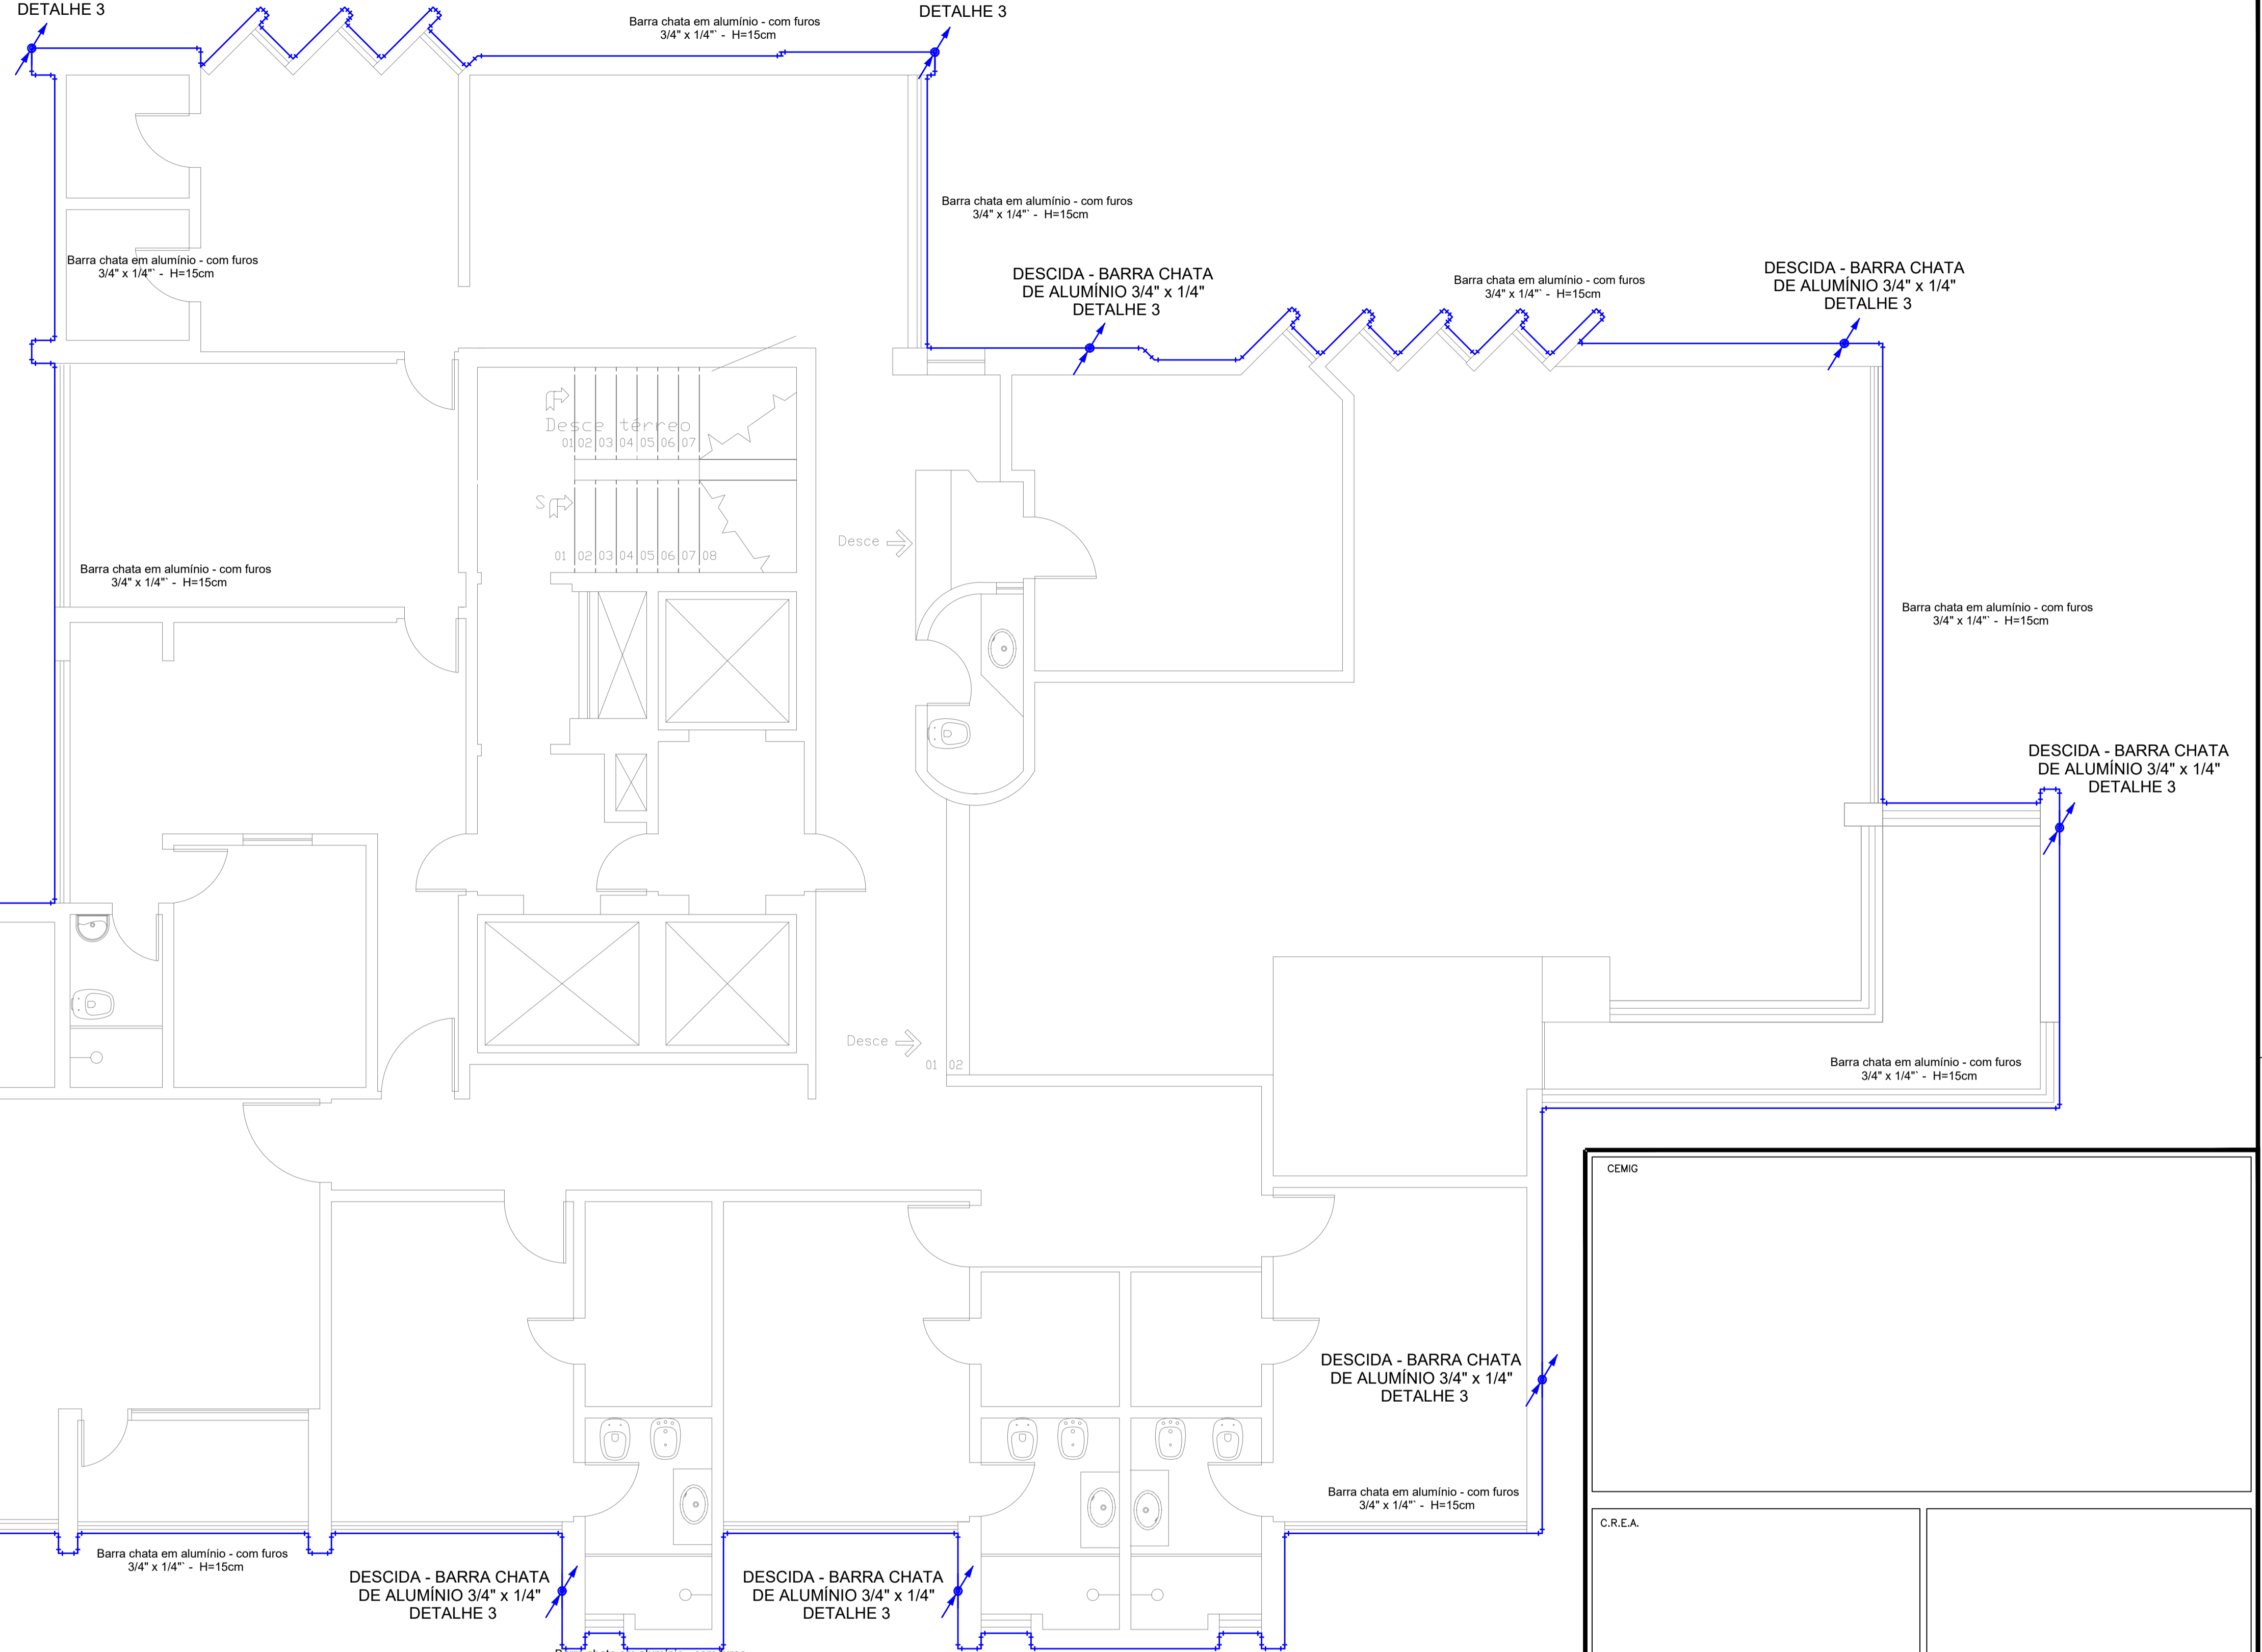 DETALHE 3
Barra chata em alumínio - com furos
3/4" x 1/4"` - H=15cm
DETALHE 3
Barra chata em alumínio - com furos
3/4" x 1/4"` - H=15cm
Barra chata em alumínio - com furos
3/4" x 1/4"` - H=15cm
DESCIDA - BARRA CHATA
DE ALUMÍNIO 3/4" x 1/4"
DETALHE 3
Barra chata em alumínio - com furos
3/4" x 1/4"` - H=15cm
DESCIDA - BARRA CHATA
DE ALUMÍNIO 3/4" x 1/4"
DETALHE 3
Desce térreo
01 02 03 04 05 06 07
S
01 02 03 04 05 06 07 08
Desce
Barra chata em alumínio - com furos
3/4" x 1/4"` - H=15cm
Barra chata em alumínio - com furos
3/4" x 1/4"` - H=15cm
DESCIDA - BARRA CHATA
DE ALUMÍNIO 3/4" x 1/4"
DETALHE 3
Desce
01 02
Barra chata em alumínio - com furos
3/4" x 1/4"` - H=15cm
CEMIG
DESCIDA - BARRA CHATA
DE ALUMÍNIO 3/4" x 1/4"
DETALHE 3
Barra chata em alumínio - com furos
3/4" x 1/4"` - H=15cm
C.R.E.A.
Barra chata em alumínio - com furos
3/4" x 1/4"` - H=15cm
DESCIDA - BARRA CHATA
DE ALUMÍNIO 3/4" x 1/4"
DETALHE 3
DESCIDA - BARRA CHATA
DE ALUMÍNIO 3/4" x 1/4"
DETALHE 3